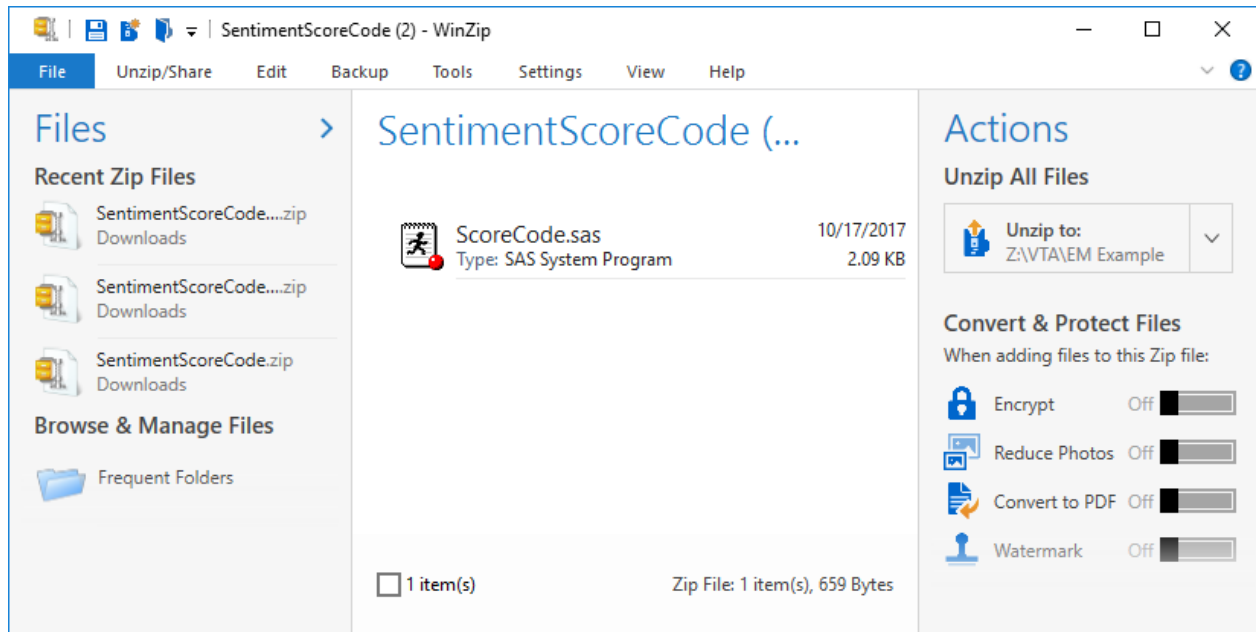 SentimentScoreCode (2) - WinZip
File Unzip/Share Edit Backup Tools Settings View Help ?
Files >
Recent Zip Files
SentimentScoreCode....zip
Downloads
SentimentScoreCode....zip
Downloads
SentimentScoreCode.zip
Downloads
Browse & Manage Files
Frequent Folders
SentimentScoreCode (...
ScoreCode.sas 10/17/2017
Type: SAS System Program 2.09 KB
1 item(s) Zip File: 1 item(s), 659 Bytes
Actions
Unzip All Files
Unzip to:
Z:\VTA\EM Example
Convert & Protect Files
When adding files to this Zip file:
Encrypt Off
Reduce Photos Off
Convert to PDF Off
Watermark Off